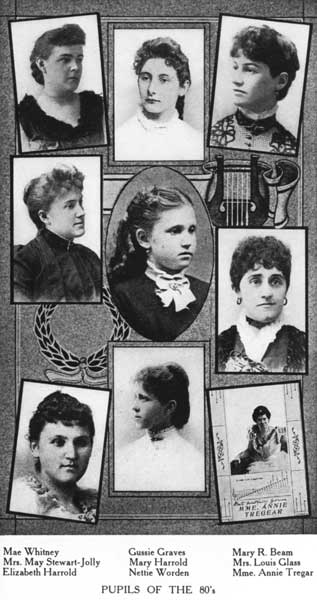 MME. ANNIE
TREGEAR
Mae Whitney Gussie Graves Mary R. Beam
Mrs. May Stewart-Jolly Mary Harrold Mrs. Louis Glass
Elizabeth Harrold Nettie Worden Mme. Annie Tregar
PUPILS OF THE 80's